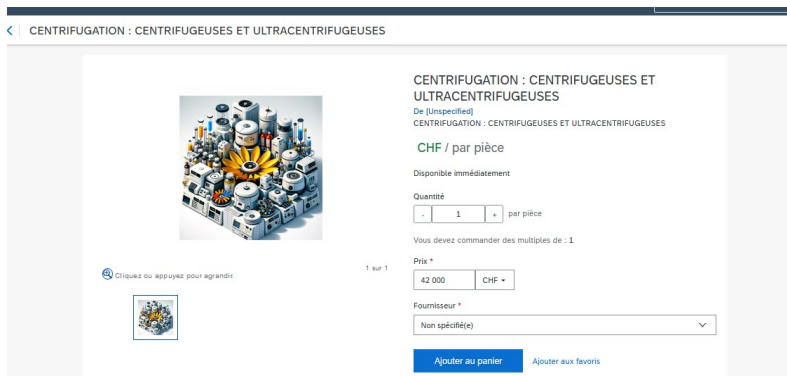 CENTRIFUGATION : CENTRIFUGEUSES ET ULTRACENTRIFUGEUSES
CENTRIFUGATION : CENTRIFUGEUSES ET
ULTRACENTRIFUGEUSES
De [Unspecified]
CENTRIFUGATION : CENTRIFUGEUSES ET ULTRACENTRIFUGEUSES
CHF / par pièce
Disponible immédiatement
Quantité
- 1 + par pièce
Vous devez commander des multiples de : 1
1 sur 1
Cliquez ou appuyez pour agrandir.
Prix *
42 000 CHF
Fournisseur *
Non spécifié(e)
Ajouter au panier Ajouter aux favoris